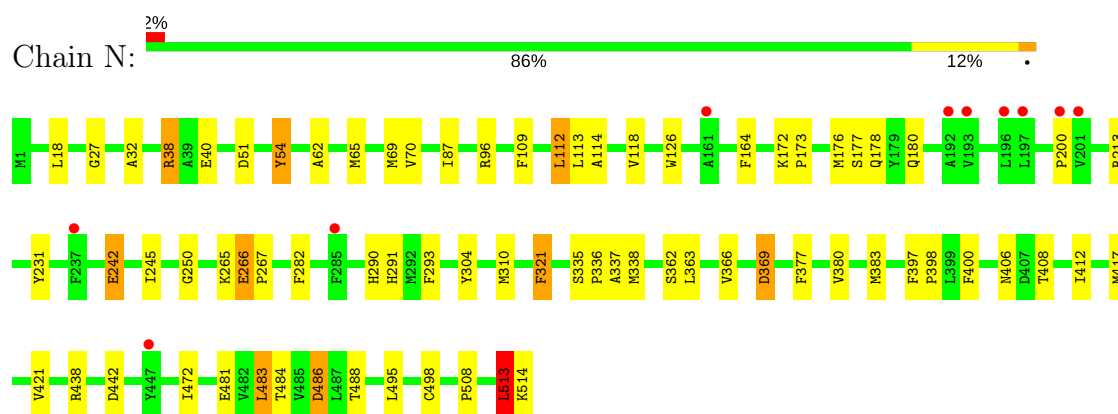 2%
Chain N:
86% 12% •
M1 L18 G27 A32 R38 A39 E40 D51 Y54 A62 M65 M69 V70 I87 R96 F109 L112 L113 A114 V118 W126 A161 F164 K172 P173 M176 S177 Q178 Y179 Q180 A192 V193 L196 L197 P200 V201
Y231 F237 E242 I245 G250 K265 E266 P267 F282 F285 H290 H291 M292 F293 Y304 M310 F321 S335 P336 A337 M338 S362 L363 V366 D369 F377 V380 M383 F397 P398 L399 F400 N406 D407 T408 I412
V421 R438 D442 Y447 I472 E481 V482 L483 T484 V485 D486 L487 T488 L495 C498 P508 L513 K514